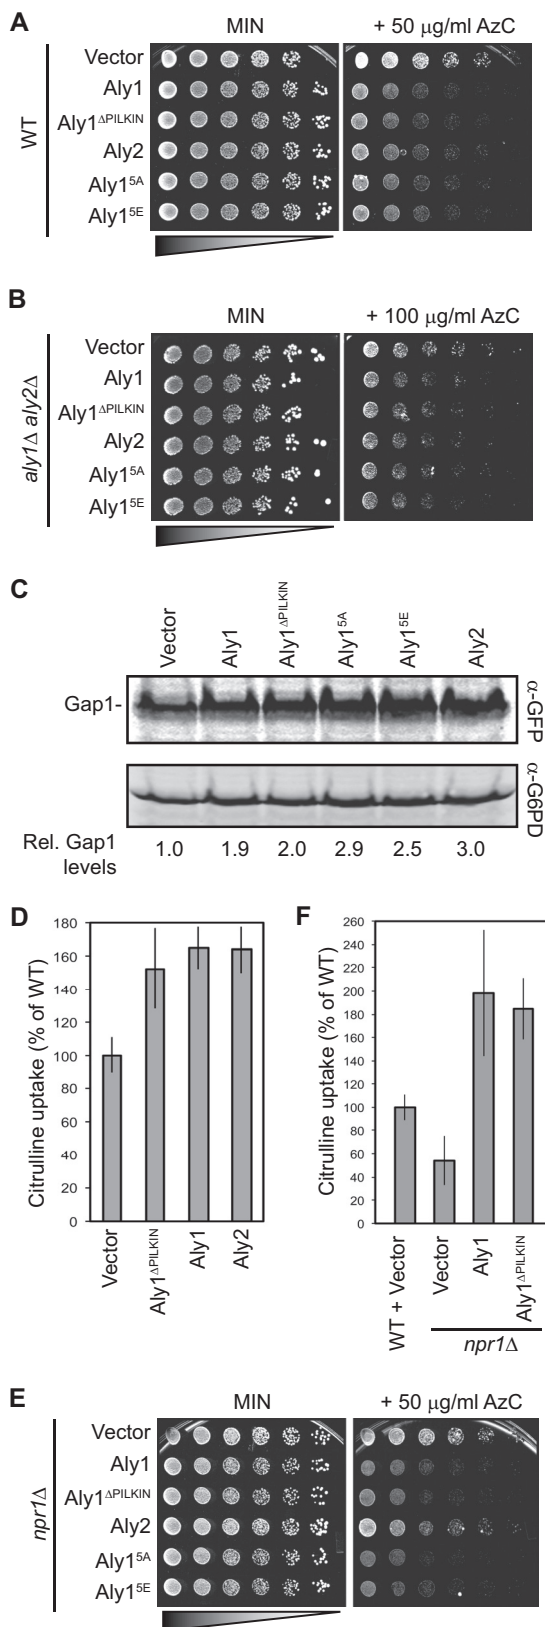 A
MIN
+ 50 μg/ml AzC
WT
Vector
Aly1
Aly1ΔPILKIN
Aly2
Aly15A
Aly15E
B
MIN
+ 100 μg/ml AzC
aly1Δ aly2Δ
Vector
Aly1
Aly1ΔPILKIN
Aly2
Aly15A
Aly15E
C
Vector
Aly1
Aly1ΔPILKIN
Aly15A
Aly15E
Aly2
Gap1-
α-GFP
α-G6PD
Rel. Gap1
levels
1.0 1.9 2.0 2.9 2.5 3.0
D
Citrulline uptake (% of WT)
180
160
140
120
100
80
60
40
20
0
Vector
Aly1ΔPILKIN
Aly1
Aly2
F
Citrulline uptake (% of WT)
260
240
220
200
180
160
140
120
100
80
60
40
20
0
WT + Vector
Vector
Aly1
Aly1ΔPILKIN
npr1Δ
E
MIN
+ 50 μg/ml AzC
npr1Δ
Vector
Aly1
Aly1ΔPILKIN
Aly2
Aly15A
Aly15E